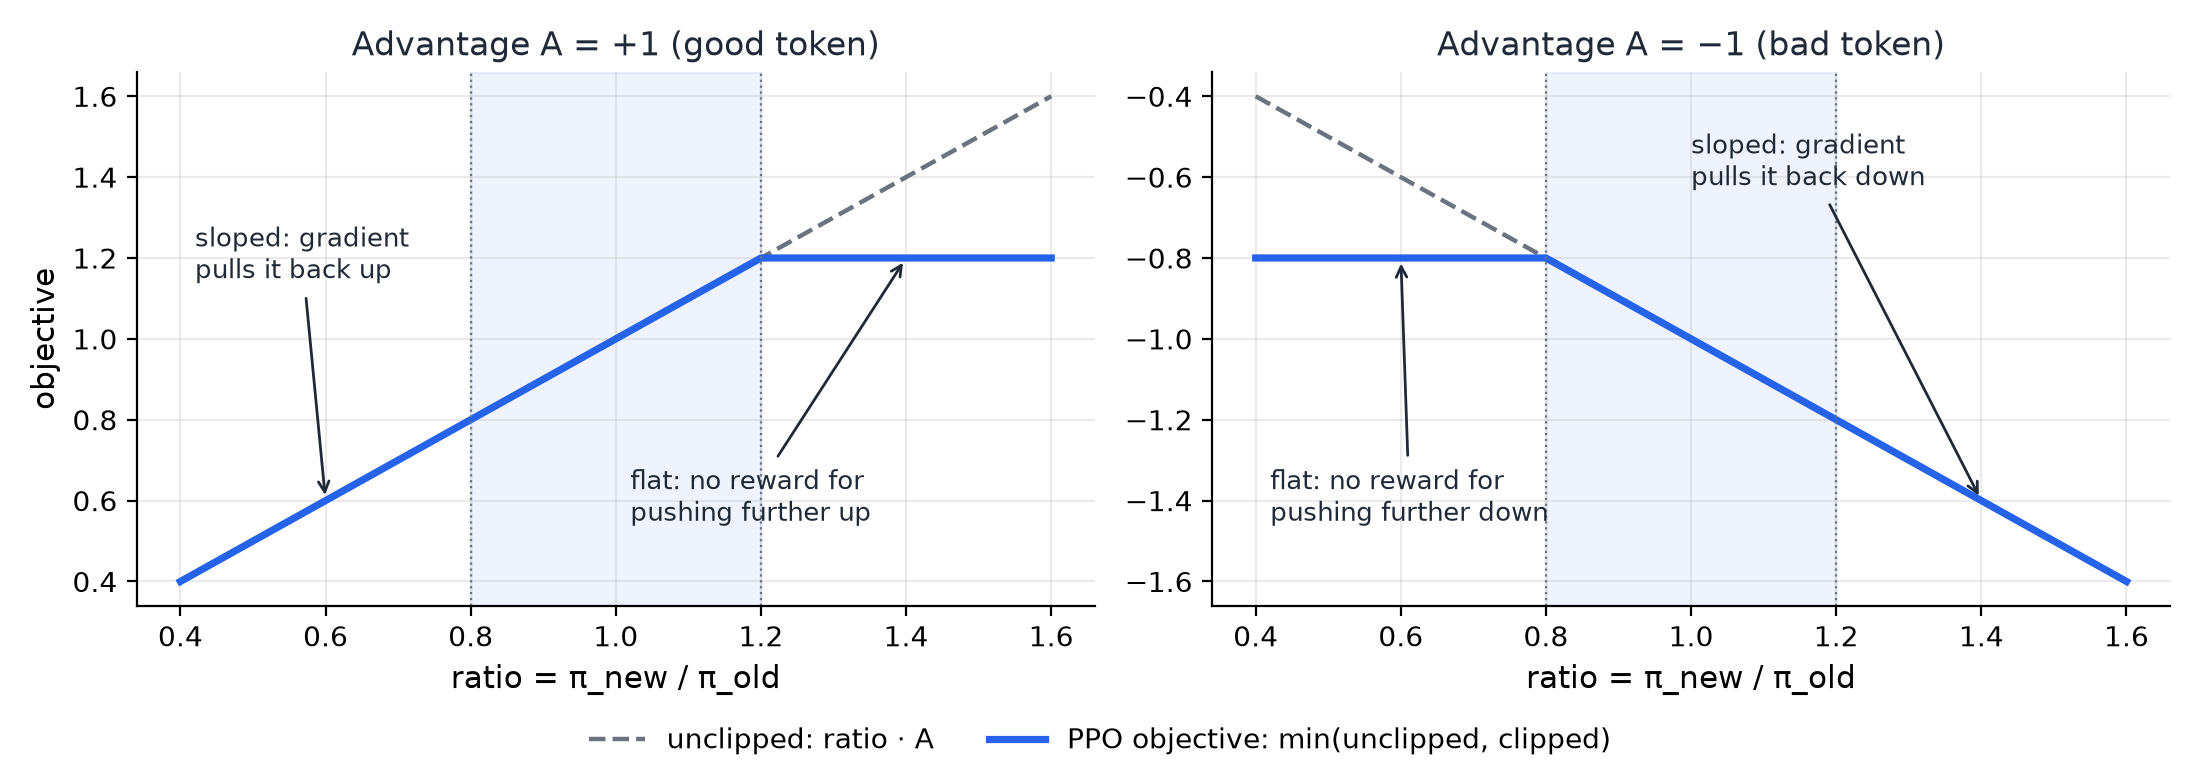 Advantage A = +1 (good token)
1.6
1.4
1.2
1.0
0.8
0.6
0.4
objective
sloped: gradient
pulls it back up
flat: no reward for
pushing further up
0.4 0.6 0.8 1.0 1.2 1.4 1.6
ratio = π_new / π_old
Advantage A = −1 (bad token)
−0.4
−0.6
−0.8
−1.0
−1.2
−1.4
−1.6
sloped: gradient
pulls it back down
flat: no reward for
pushing further down
0.4 0.6 0.8 1.0 1.2 1.4 1.6
ratio = π_new / π_old
unclipped: ratio · A
PPO objective: min(unclipped, clipped)